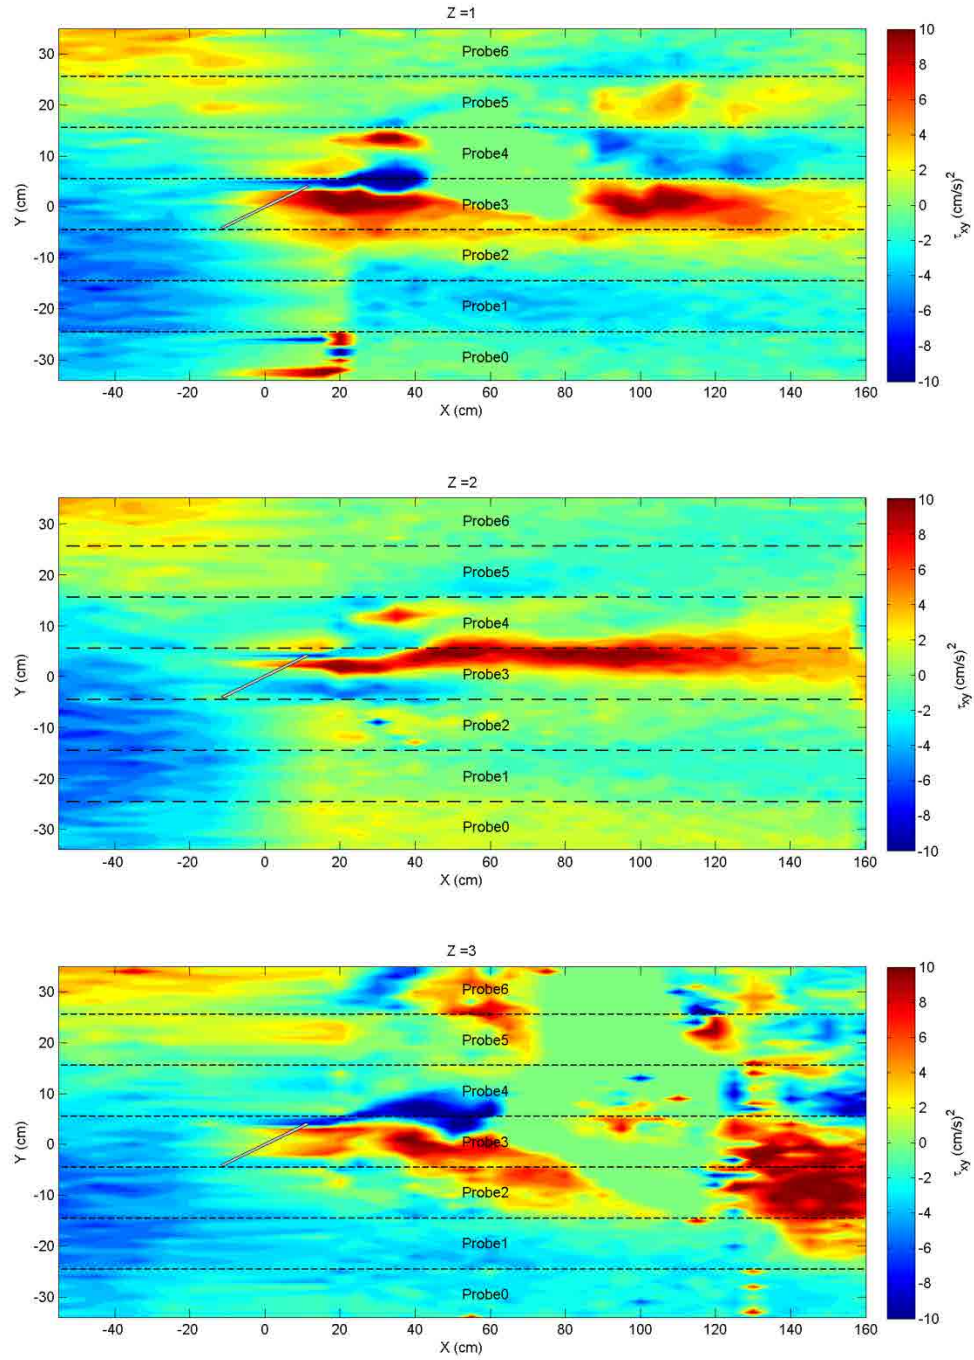 Z =1
Probe6
Probe5
Probe4
Probe3
Probe2
Probe1
Probe0
30
20
10
0
-10
-20
-30
Y (cm)
-40 -20 0 20 40 60 80 100 120 140 160
X (cm)
10
8
6
4
2
0
-2
-4
-6
-8
-10
τxy (cm/s)²
Z =2
Probe6
Probe5
Probe4
Probe3
Probe2
Probe1
Probe0
30
20
10
0
-10
-20
-30
Y (cm)
-40 -20 0 20 40 60 80 100 120 140 160
X (cm)
10
8
6
4
2
0
-2
-4
-6
-8
-10
τxy (cm/s)²
Z =3
Probe6
Probe5
Probe4
Probe3
Probe2
Probe1
Probe0
30
20
10
0
-10
-20
-30
Y (cm)
-40 -20 0 20 40 60 80 100 120 140 160
X (cm)
10
8
6
4
2
0
-2
-4
-6
-8
-10
τxy (cm/s)²